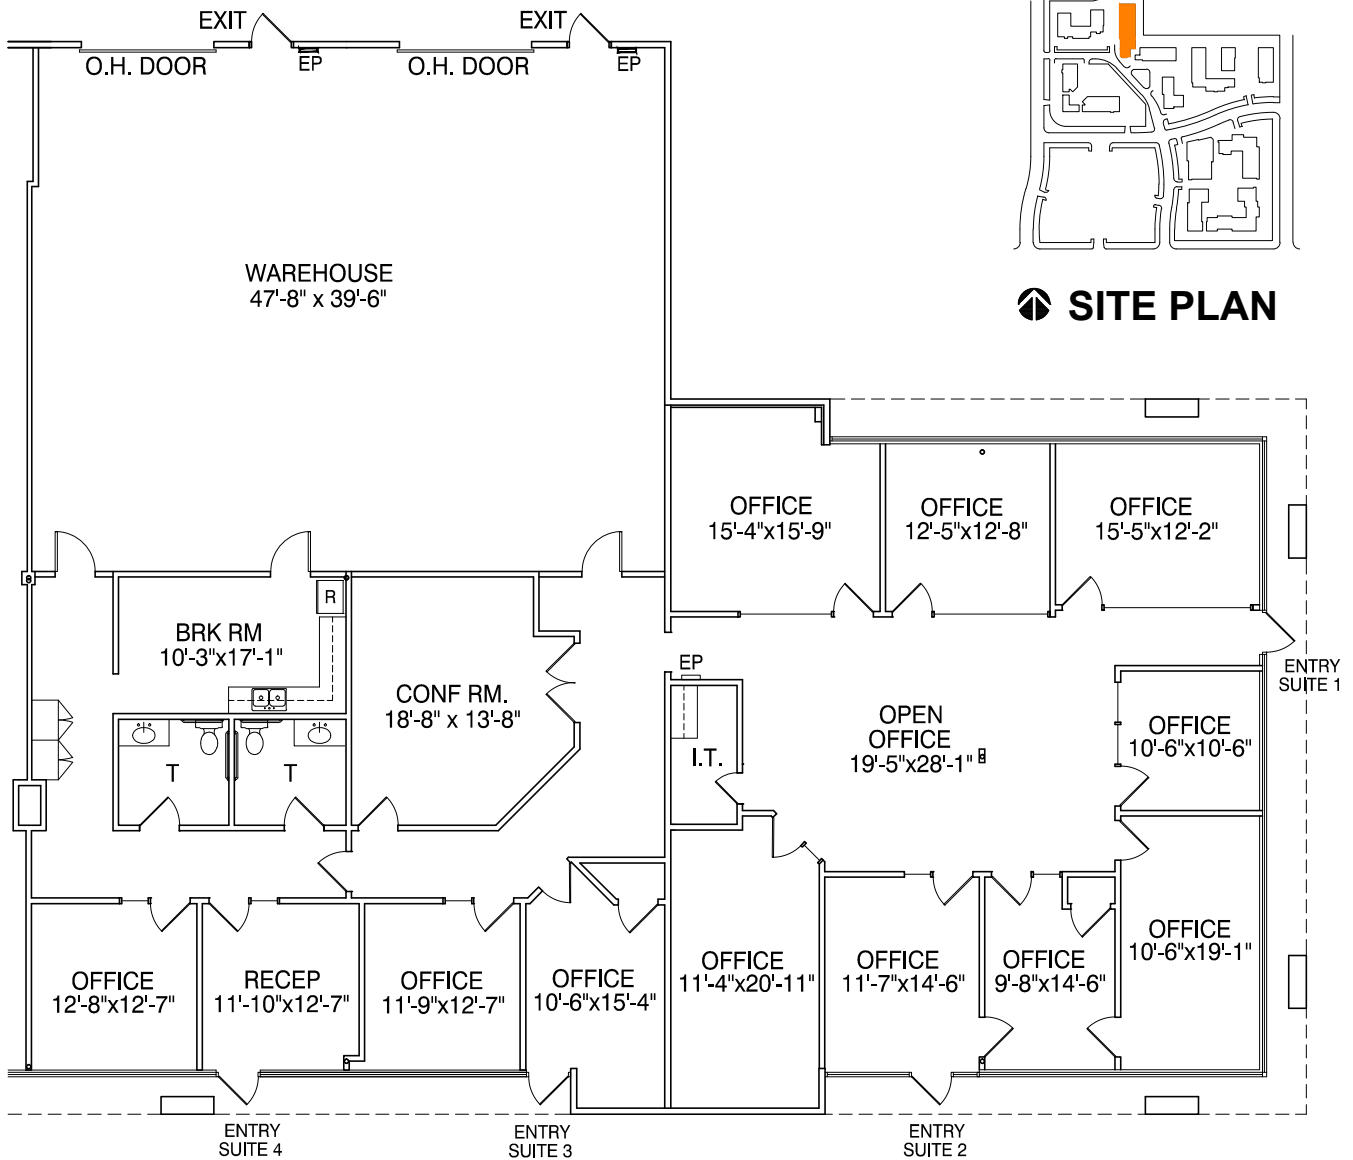 EXIT
EXIT
O.H. DOOR
EP
O.H. DOOR
EP
WAREHOUSE
47'-8" x 39'-6"
SITE PLAN
OFFICE
15'-4"x15'-9"
OFFICE
12'-5"x12'-8"
OFFICE
15'-5"x12'-2"
R
BRK RM
10'-3"x17'-1"
CONF RM.
18'-8" x 13'-8"
EP
ENTRY
SUITE 1
OPEN
OFFICE
19'-5"x28'-1"
OFFICE
10'-6"x10'-6"
I.T.
T
T
OFFICE
12'-8"x12'-7"
RECEP
11'-10"x12'-7"
OFFICE
11'-9"x12'-7"
OFFICE
10'-6"x15'-4"
OFFICE
11'-4"x20'-11"
OFFICE
11'-7"x14'-6"
OFFICE
9'-8"x14'-6"
OFFICE
10'-6"x19'-1"
ENTRY
SUITE 4
ENTRY
SUITE 3
ENTRY
SUITE 2